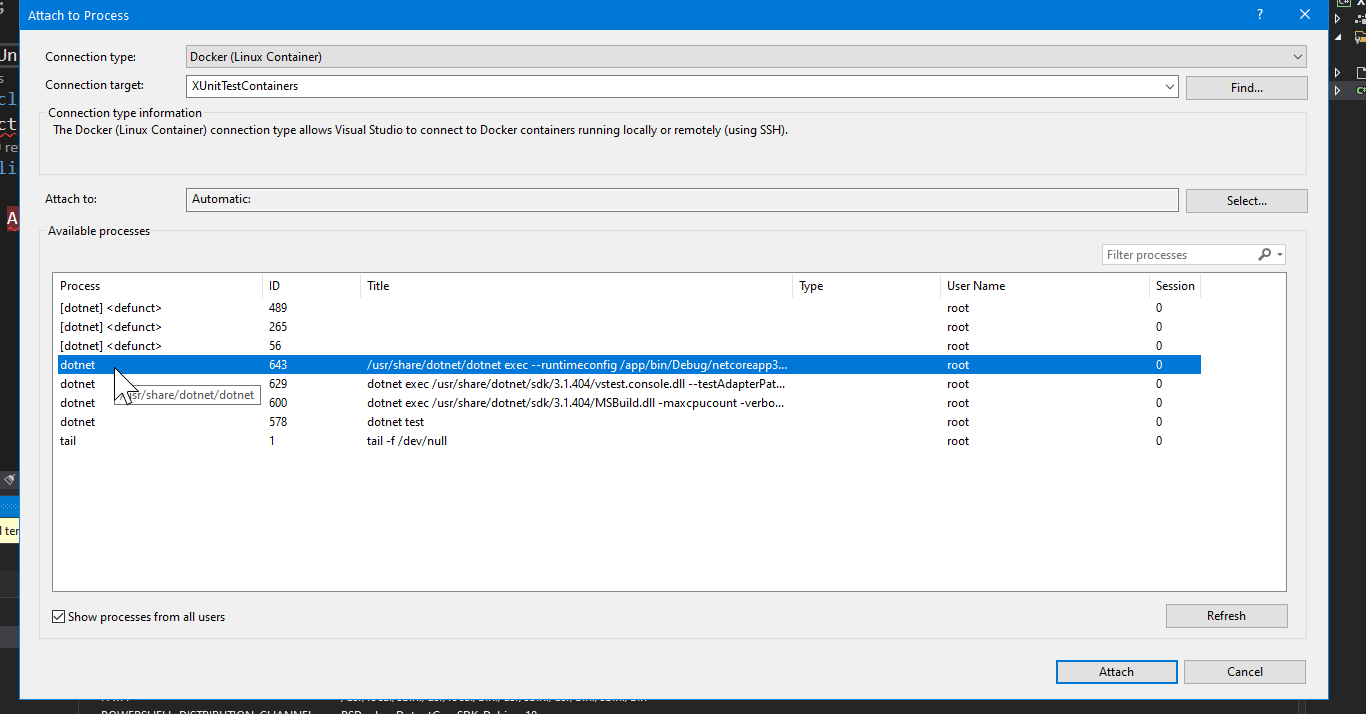 Attach to Process
Connection type: Docker (Linux Container)
Connection target: XUnitTestContainers Find...
Connection type information
The Docker (Linux Container) connection type allows Visual Studio to connect to Docker containers running locally or remotely (using SSH).
Attach to: Automatic: Select...
Available processes
Filter processes
Process ID Title Type User Name Session
[dotnet] <defunct> 489 root 0
[dotnet] <defunct> 265 root 0
[dotnet] <defunct> 56 root 0
dotnet 643 /usr/share/dotnet/dotnet exec --runtimeconfig /app/bin/Debug/netcoreapp3... root 0
dotnet 629 dotnet exec /usr/share/dotnet/sdk/3.1.404/vstest.console.dll --testAdapterPat... root 0
/usr/share/dotnet/dotnet
dotnet 600 dotnet exec /usr/share/dotnet/sdk/3.1.404/MSBuild.dll -maxcpucount -verbo... root 0
dotnet 578 dotnet test root 0
tail 1 tail -f /dev/null root 0
Show processes from all users
Refresh
Attach Cancel